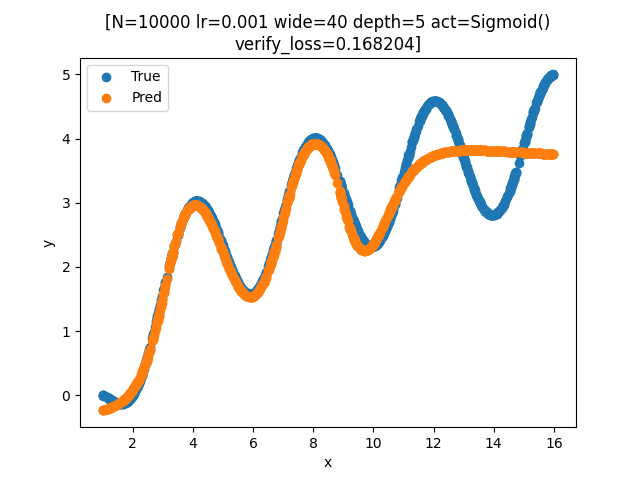 [N=10000 lr=0.001 wide=40 depth=5 act=Sigmoid()
verify_loss=0.168204]
True
Pred
y
5
4
3
2
1
0
2 4 6 8 10 12 14 16
x